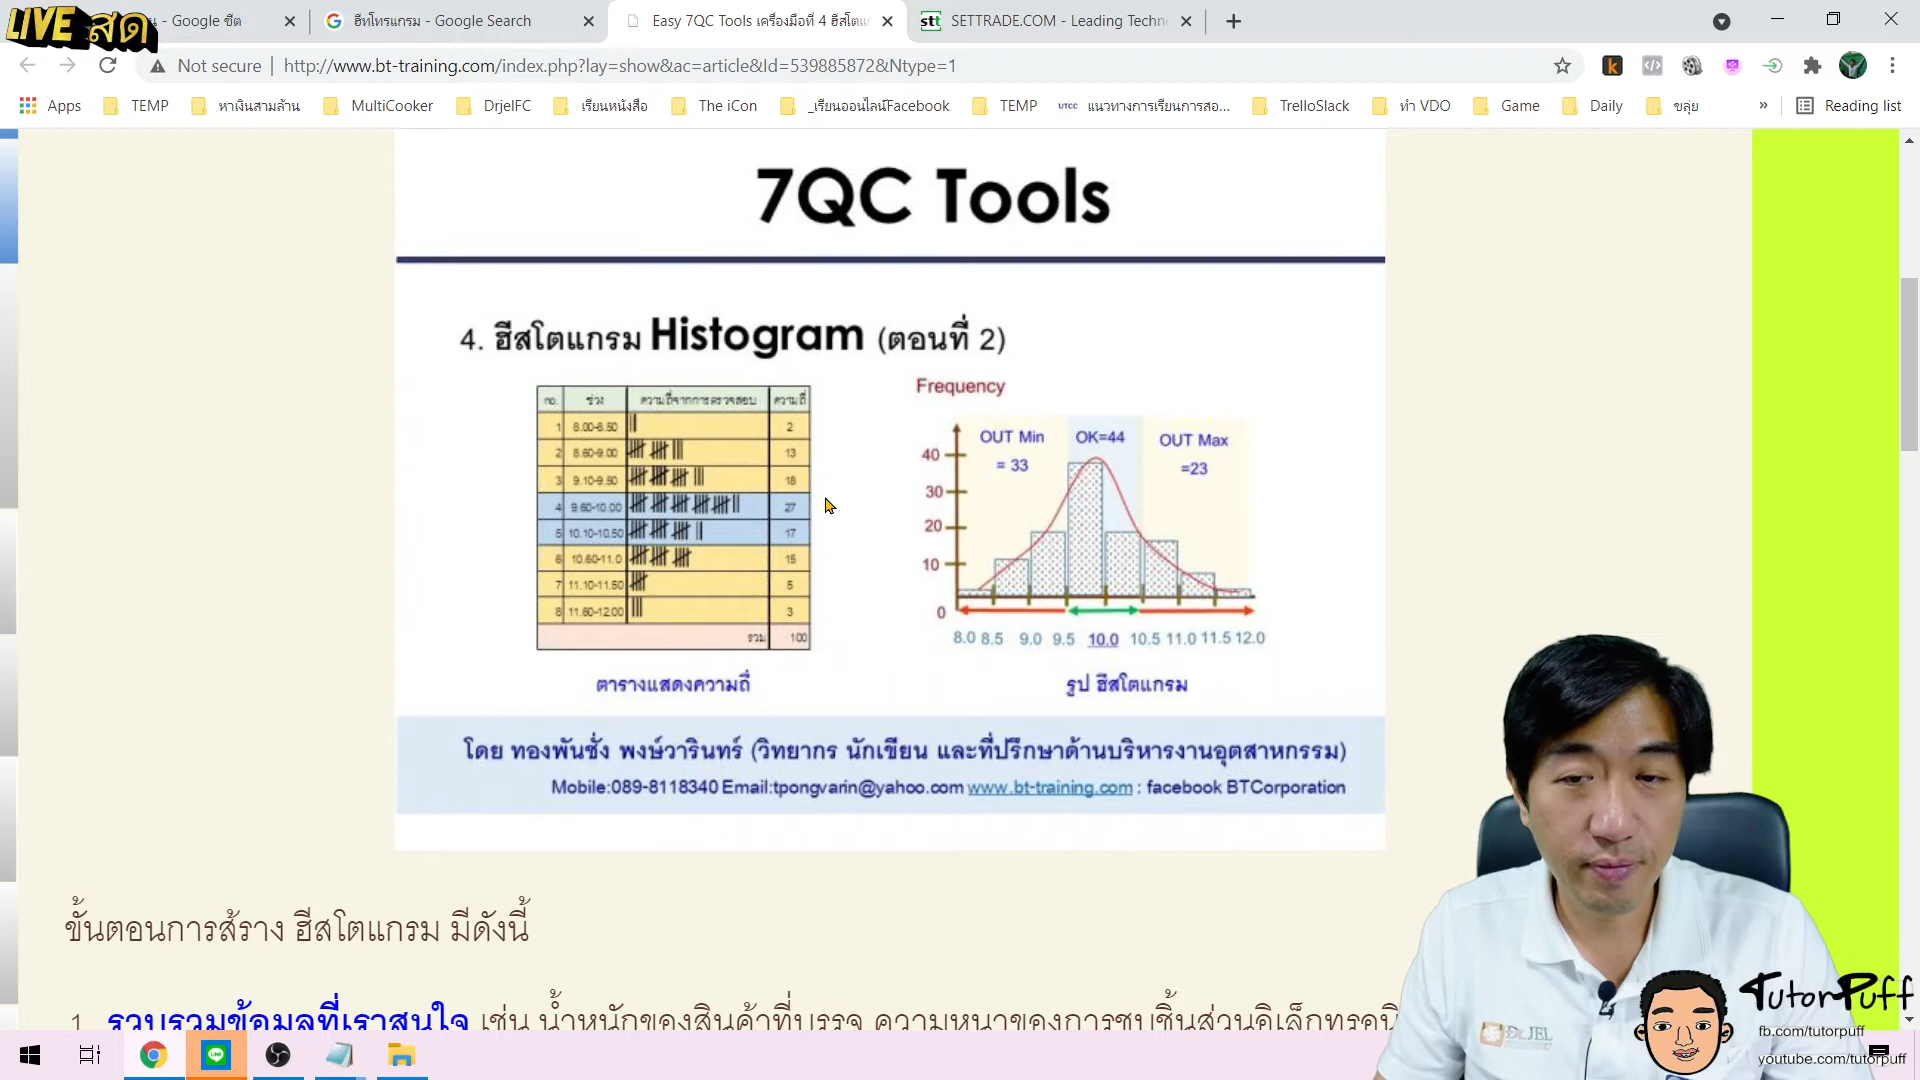 LIVE สด
น - Google ชีต
ฮีทโทรแกรม - Google Search
Easy 7QC Tools เครื่องมือที่ 4 ฮีสโตแก
stt SETTRADE.COM - Leading Techn
Not secure
http://www.bt-training.com/index.php?lay=show&ac=article&Id=539885872&Ntype=1
Apps
TEMP
หาเงินสามล้าน
MultiCooker
DrjelFC
เรียนหนังสือ
The iCon
_เรียนออนไลน์Facebook
TEMP
UTCC แนวทางการเรียนการสอ...
TrelloSlack
ทำ VDO
Game
Daily
ขลุ่ย
»
Reading list
7QC Tools
4. ฮีสโตแกรม Histogram (ตอนที่ 2)
no. ช่วง ความถี่จากการตรวจสอบ ความถี่
1 8.00-8.50 2
2 8.60-9.00 13
3 9.10-9.50 18
4 9.60-10.00 27
5 10.10-10.50 17
6 10.60-11.0 15
7 11.10-11.50 5
8 11.60-12.00 3
รวม 100
ตารางแสดงความถี่
Frequency
OUT Min
= 33
OK=44
OUT Max
=23
40
30
20
10
0
8.0 8.5 9.0 9.5 10.0 10.5 11.0 11.5 12.0
รูป ฮีสโตแกรม
โดย ทองพันชั่ง พงษ์วารินทร์ (วิทยากร นักเขียน และที่ปรึกษาด้านบริหารงานอุตสาหกรรม)
Mobile:089-8118340 Email:tpongvarin@yahoo.com www.bt-training.com : facebook BTCorporation
ขั้นตอนการส้ราง ฮีสโตแกรม มีดังนี้
1. รวบรวมข้อมูลที่เราสนใจ เช่น น้ำหนักของสินค้าที่บรรจุ ความหนาของการชุบชิ้นส่วนอิเล็กทรอนิ
DR.JEL
TutorPuff
fb.com/tutorpuff
youtube.com/tutorpuff